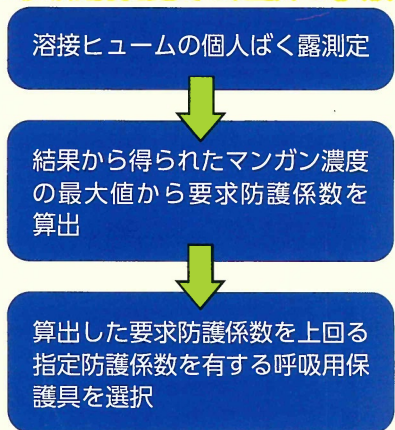 溶接ヒュームの個人ばく露測定
結果から得られたマンガン濃度
の最大値から要求防護係数を
算出
算出した要求防護係数を上回る
指定防護係数を有する呼吸用保
護具を選択